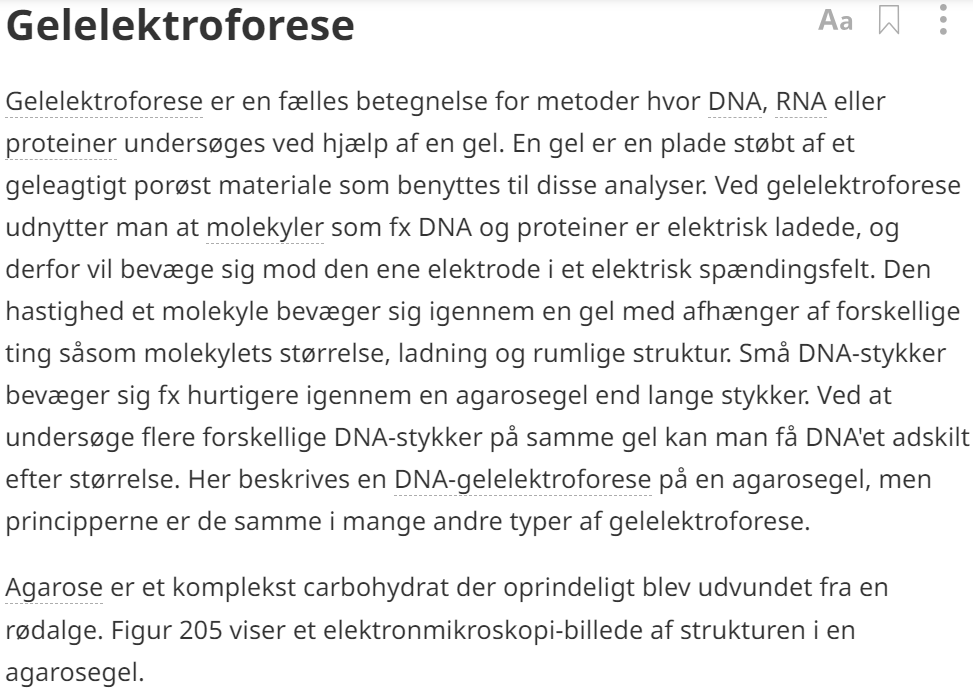 Gelelektroforese
Aa
Gelelektroforese er en fælles betegnelse for metoder hvor DNA, RNA eller
proteiner undersøges ved hjælp af en gel. En gel er en plade støbt af et
geleagtigt porøst materiale som benyttes til disse analyser. Ved gelelektroforese
udnytter man at molekyler som fx DNA og proteiner er elektrisk ladede, og
derfor vil bevæge sig mod den ene elektrode i et elektrisk spændingsfelt. Den
hastighed et molekyle bevæger sig igennem en gel med afhænger af forskellige
ting såsom molekylets størrelse, ladning og rumlige struktur. Små DNA-stykker
bevæger sig fx hurtigere igennem en agarosegel end lange stykker. Ved at
undersøge flere forskellige DNA-stykker på samme gel kan man få DNA'et adskilt
efter størrelse. Her beskrives en DNA-gelelektroforese på en agarosegel, men
principperne er de samme i mange andre typer af gelelektroforese.
Agarose er et komplekst carbohydrat der oprindeligt blev udvundet fra en
rødalge. Figur 205 viser et elektronmikroskopi-billede af strukturen i en
agarosegel.